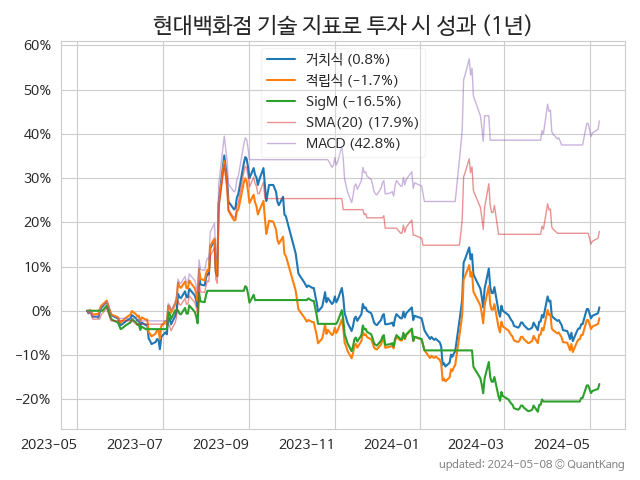 현대백화점 기술 지표로 투자 시 성과 (1년)
60%
50%
40%
30%
20%
10%
0%
−10%
−20%
거치식 (0.8%)
적립식 (−1.7%)
SigM (−16.5%)
SMA(20) (17.9%)
MACD (42.8%)
2023-05 2023-07 2023-09 2023-11 2024-01 2024-03 2024-05
updated: 2024-05-08 © QuantKang